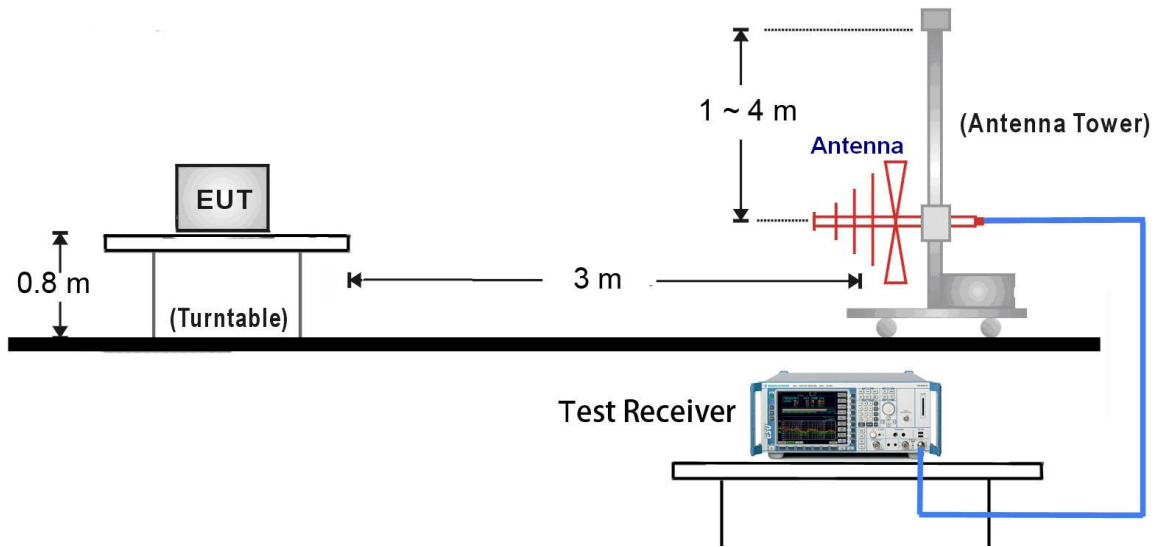 1 ~ 4 m
(Antenna Tower)
Antenna
EUT
0.8 m
3 m
(Turntable)
Test Receiver